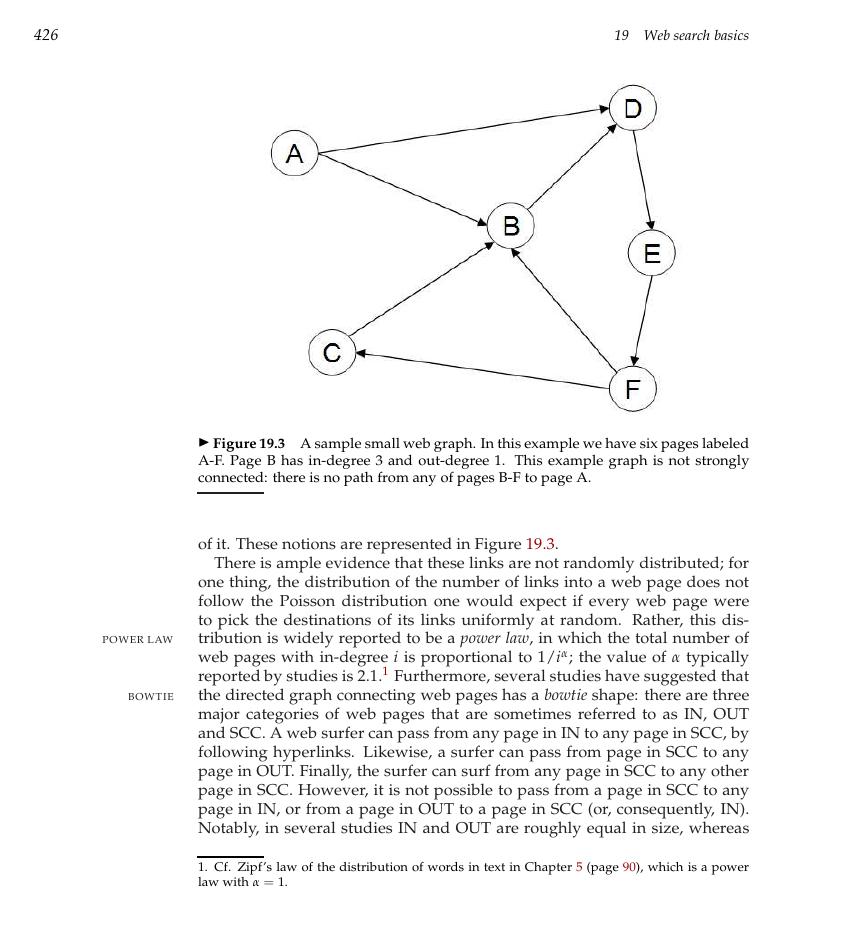 426
19 Web search basics
D
A
B
E
C
F
▶ Figure 19.3 A sample small web graph. In this example we have six pages labeled
A-F. Page B has in-degree 3 and out-degree 1. This example graph is not strongly
connected: there is no path from any of pages B-F to page A.
of it. These notions are represented in Figure 19.3.
There is ample evidence that these links are not randomly distributed; for
one thing, the distribution of the number of links into a web page does not
follow the Poisson distribution one would expect if every web page were
to pick the destinations of its links uniformly at random. Rather, this dis-
POWER LAW
tribution is widely reported to be a power law, in which the total number of
web pages with in-degree i is proportional to 1/i^α; the value of α typically
reported by studies is 2.1.¹ Furthermore, several studies have suggested that
BOWTIE
the directed graph connecting web pages has a bowtie shape: there are three
major categories of web pages that are sometimes referred to as IN, OUT
and SCC. A web surfer can pass from any page in IN to any page in SCC, by
following hyperlinks. Likewise, a surfer can pass from page in SCC to any
page in OUT. Finally, the surfer can surf from any page in SCC to any other
page in SCC. However, it is not possible to pass from a page in SCC to any
page in IN, or from a page in OUT to a page in SCC (or, consequently, IN).
Notably, in several studies IN and OUT are roughly equal in size, whereas
1. Cf. Zipf's law of the distribution of words in text in Chapter 5 (page 90), which is a power
law with α = 1.